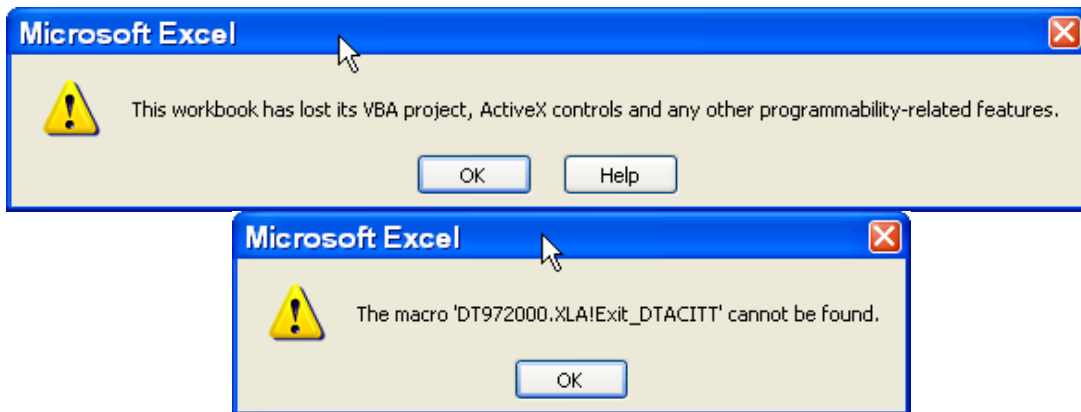 Microsoft Excel
This workbook has lost its VBA project, ActiveX controls and any other programmability-related features.
OK Help
Microsoft Excel
The macro 'DT972000.XLA!Exit_DTACITT' cannot be found.
OK